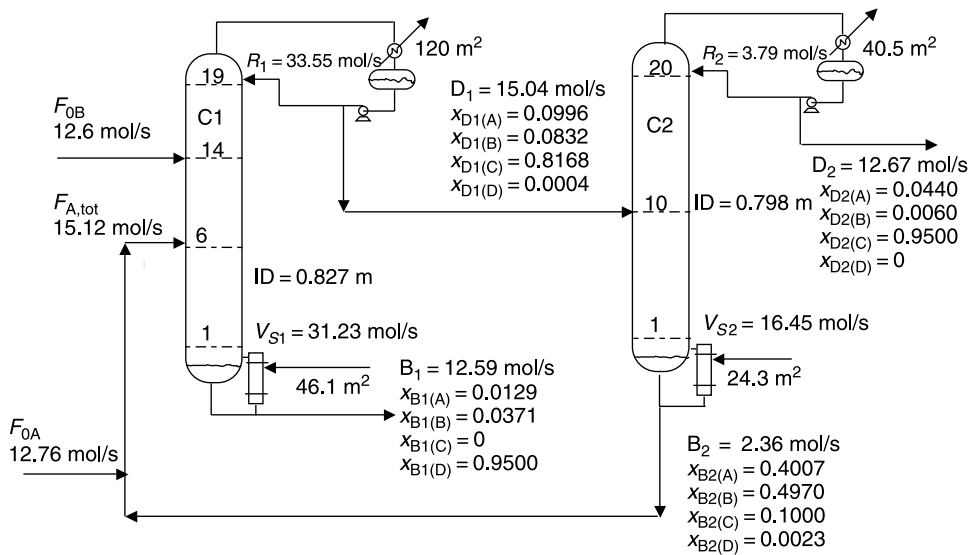 R1 = 33.55 mol/s
120 m²
19
C1
14
6
1
F0B
12.6 mol/s
FA,tot
15.12 mol/s
ID = 0.827 m
VS1 = 31.23 mol/s
46.1 m²
F0A
12.76 mol/s
B1 = 12.59 mol/s
xB1(A) = 0.0129
xB1(B) = 0.0371
xB1(C) = 0
xB1(D) = 0.9500
D1 = 15.04 mol/s
xD1(A) = 0.0996
xD1(B) = 0.0832
xD1(C) = 0.8168
xD1(D) = 0.0004
R2 = 3.79 mol/s
40.5 m²
20
C2
10
1
ID = 0.798 m
D2 = 12.67 mol/s
xD2(A) = 0.0440
xD2(B) = 0.0060
xD2(C) = 0.9500
xD2(D) = 0
VS2 = 16.45 mol/s
24.3 m²
B2 = 2.36 mol/s
xB2(A) = 0.4007
xB2(B) = 0.4970
xB2(C) = 0.1000
xB2(D) = 0.0023